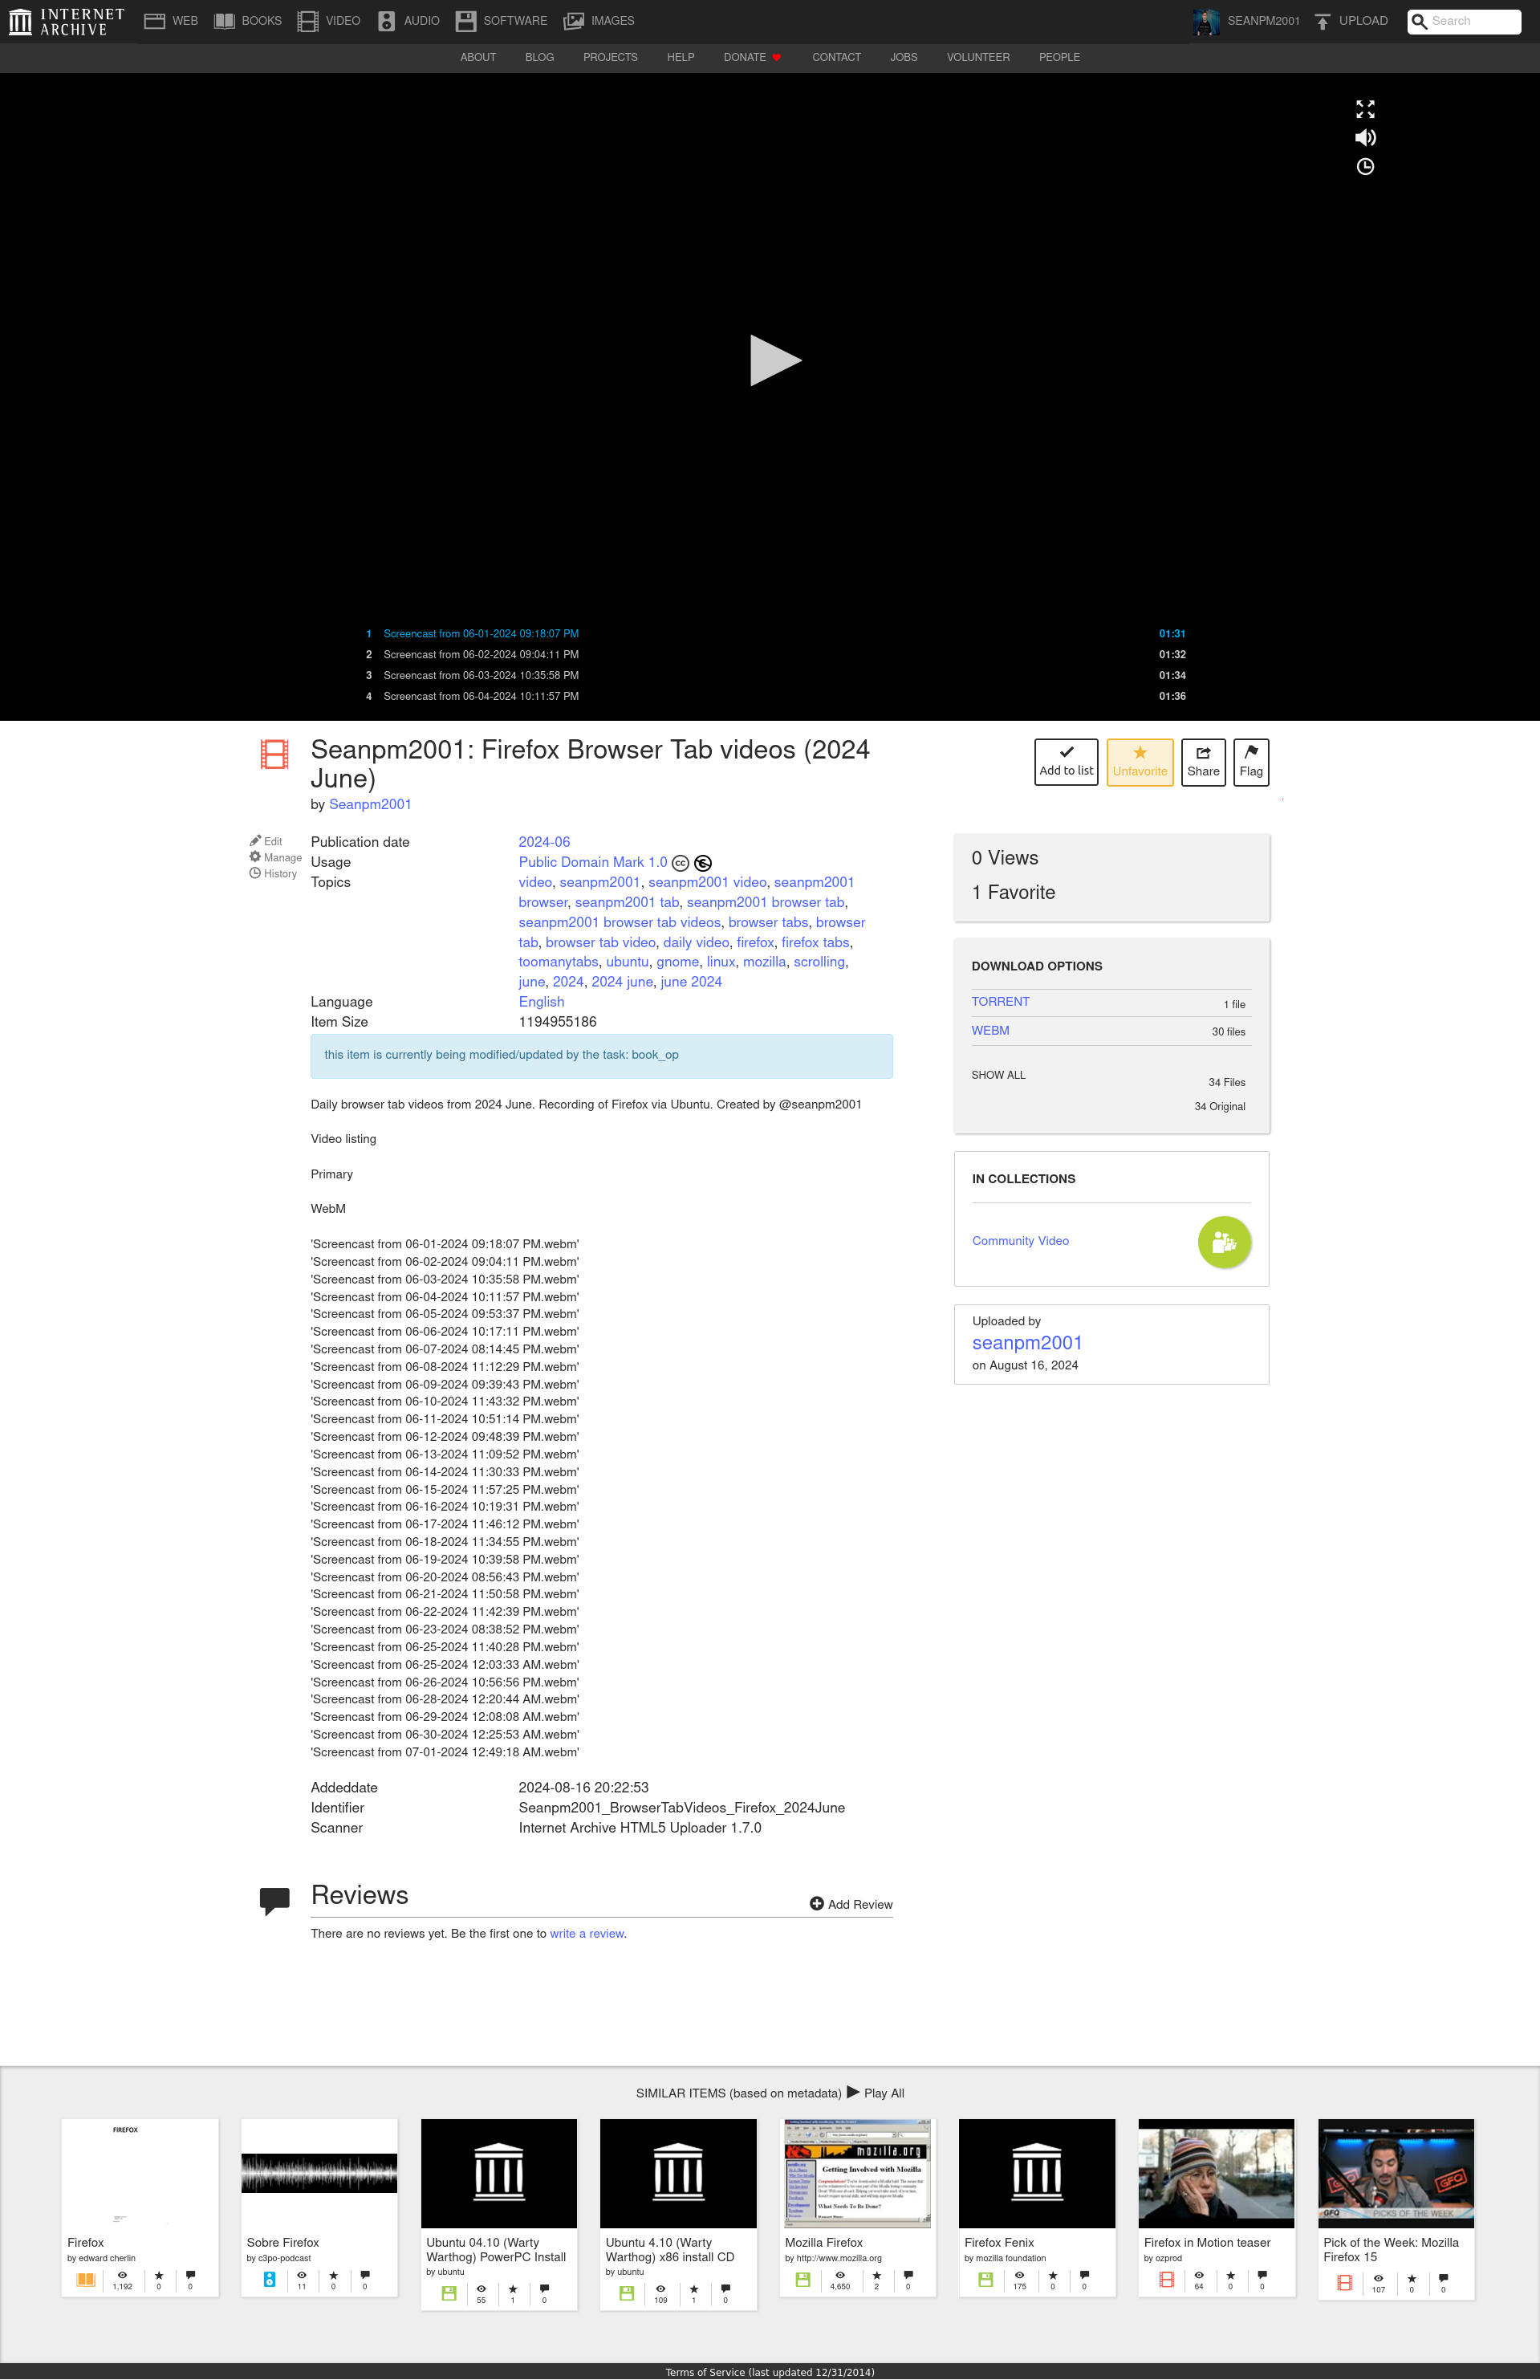 INTERNET ARCHIVE WEB BOOKS VIDEO AUDIO SOFTWARE IMAGES SEANPM2001 UPLOAD Search
ABOUT BLOG PROJECTS HELP DONATE CONTACT JOBS VOLUNTEER PEOPLE
1 Screencast from 06-01-2024 09:18:07 PM 01:31
2 Screencast from 06-02-2024 09:04:11 PM 01:32
3 Screencast from 06-03-2024 10:35:58 PM 01:34
4 Screencast from 06-04-2024 10:11:57 PM 01:36
Seanpm2001: Firefox Browser Tab videos (2024
June)
by Seanpm2001
Add to list Unfavorite Share Flag
Edit
Manage
History
Publication date 2024-06
Usage Public Domain Mark 1.0
Topics video, seanpm2001, seanpm2001 video, seanpm2001
browser, seanpm2001 tab, seanpm2001 browser tab,
seanpm2001 browser tab videos, browser tabs, browser
tab, browser tab video, daily video, firefox, firefox tabs,
toomanytabs, ubuntu, gnome, linux, mozilla, scrolling,
june, 2024, 2024 june, june 2024
Language English
Item Size 1194955186
this item is currently being modified/updated by the task: book_op
Daily browser tab videos from 2024 June. Recording of Firefox via Ubuntu. Created by @seanpm2001
Video listing
Primary
WebM
'Screencast from 06-01-2024 09:18:07 PM.webm'
'Screencast from 06-02-2024 09:04:11 PM.webm'
'Screencast from 06-03-2024 10:35:58 PM.webm'
'Screencast from 06-04-2024 10:11:57 PM.webm'
'Screencast from 06-05-2024 09:53:37 PM.webm'
'Screencast from 06-06-2024 10:17:11 PM.webm'
'Screencast from 06-07-2024 08:14:45 PM.webm'
'Screencast from 06-08-2024 11:12:29 PM.webm'
'Screencast from 06-09-2024 09:39:43 PM.webm'
'Screencast from 06-10-2024 11:43:32 PM.webm'
'Screencast from 06-11-2024 10:51:14 PM.webm'
'Screencast from 06-12-2024 09:48:39 PM.webm'
'Screencast from 06-13-2024 11:09:52 PM.webm'
'Screencast from 06-14-2024 11:30:33 PM.webm'
'Screencast from 06-15-2024 11:57:25 PM.webm'
'Screencast from 06-16-2024 10:19:31 PM.webm'
'Screencast from 06-17-2024 11:46:12 PM.webm'
'Screencast from 06-18-2024 11:34:55 PM.webm'
'Screencast from 06-19-2024 10:39:58 PM.webm'
'Screencast from 06-20-2024 08:56:43 PM.webm'
'Screencast from 06-21-2024 11:50:58 PM.webm'
'Screencast from 06-22-2024 11:42:39 PM.webm'
'Screencast from 06-23-2024 08:38:52 PM.webm'
'Screencast from 06-25-2024 11:40:28 PM.webm'
'Screencast from 06-25-2024 12:03:33 AM.webm'
'Screencast from 06-26-2024 10:56:56 PM.webm'
'Screencast from 06-28-2024 12:20:44 AM.webm'
'Screencast from 06-29-2024 12:08:08 AM.webm'
'Screencast from 06-30-2024 12:25:53 AM.webm'
'Screencast from 07-01-2024 12:49:18 AM.webm'
Addeddate 2024-08-16 20:22:53
Identifier Seanpm2001_BrowserTabVideos_Firefox_2024June
Scanner Internet Archive HTML5 Uploader 1.7.0
0 Views
1 Favorite
DOWNLOAD OPTIONS
TORRENT 1 file
WEBM 30 files
SHOW ALL 34 Files
34 Original
IN COLLECTIONS
Community Video
Uploaded by
seanpm2001
on August 16, 2024
Reviews Add Review
There are no reviews yet. Be the first one to write a review.
SIMILAR ITEMS (based on metadata) Play All
FIREFOX
Firefox
by edward cherlin
1,192 0 0
Sobre Firefox
by c3po-podcast
11 0 0
Ubuntu 04.10 (Warty
Warthog) PowerPC Install
by ubuntu
55 1 0
Ubuntu 4.10 (Warty
Warthog) x86 install CD
by ubuntu
109 1 0
mozilla.org
Getting Involved with Mozilla
What Needs To Be Done?
Mozilla Firefox
by http://www.mozilla.org
4,650 2 0
Firefox Fenix
by mozilla foundation
175 0 0
Firefox in Motion teaser
by ozprod
64 0 0
GFQ GFQ
GFQ PICKS OF THE WEEK
Pick of the Week: Mozilla
Firefox 15
107 0 0
Terms of Service (last updated 12/31/2014)